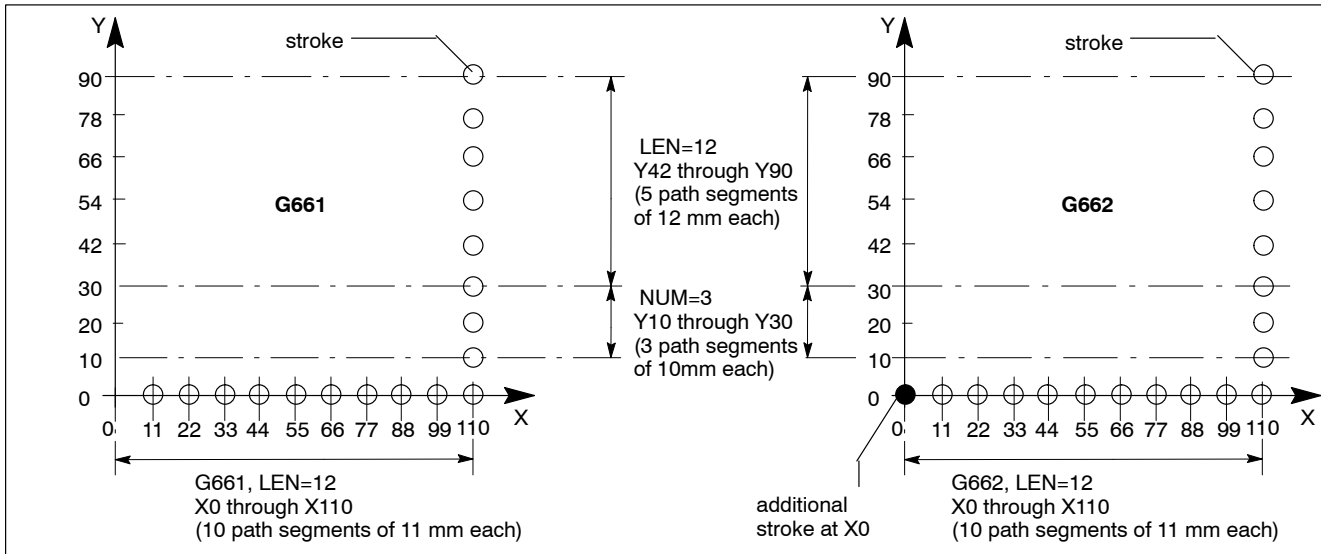 Y
stroke
90
78
66
54
42
30
20
10
0
G661
0
11 22 33 44 55 66 77 88 99 110
X
G661, LEN=12
X0 through X110
(10 path segments of 11 mm each)
LEN=12
Y42 through Y90
(5 path segments
of 12 mm each)
NUM=3
Y10 through Y30
(3 path segments
of 10mm each)
Y
stroke
90
78
66
54
42
30
20
10
0
G662
0
11 22 33 44 55 66 77 88 99 110
X
additional
stroke at X0
G662, LEN=12
X0 through X110
(10 path segments of 11 mm each)